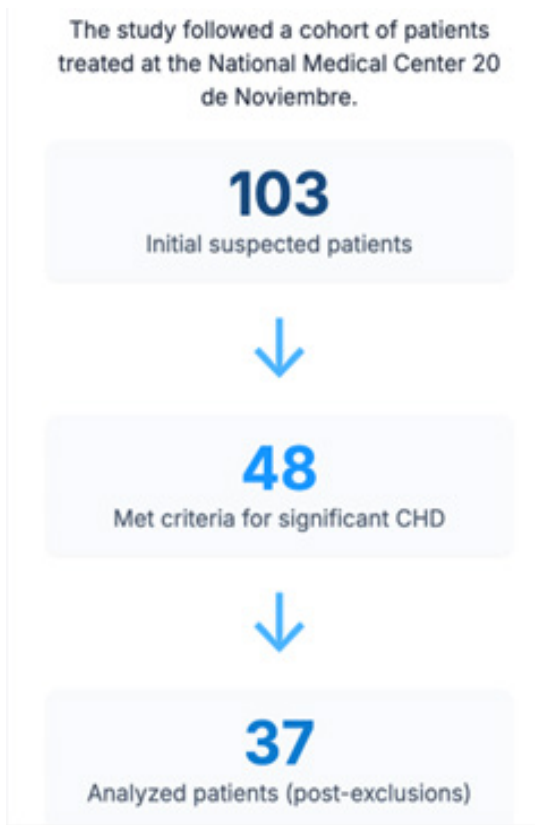 The study followed a cohort of patients
treated at the National Medical Center 20
de Noviembre.
103
Initial suspected patients
48
Met criteria for significant CHD
37
Analyzed patients (post-exclusions)